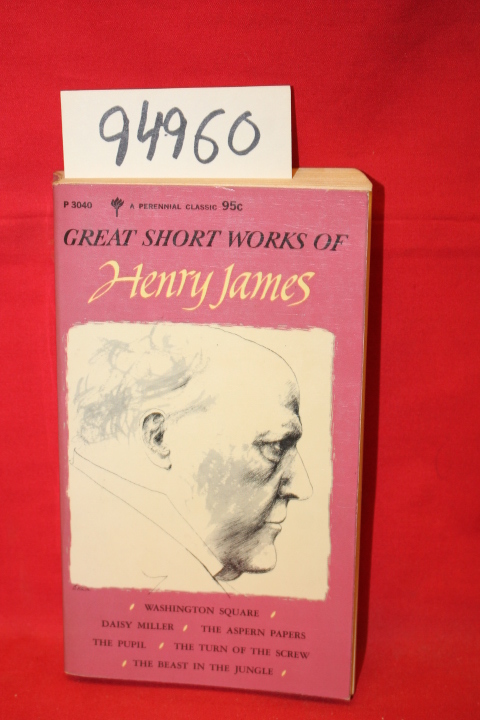 94960
P 3040 A PERENNIAL CLASSIC 95c
GREAT SHORT WORKS OF
Henry James
WASHINGTON SQUARE
DAISY MILLER THE ASPERN PAPERS
THE PUPIL THE TURN OF THE SCREW
THE BEAST IN THE JUNGLE